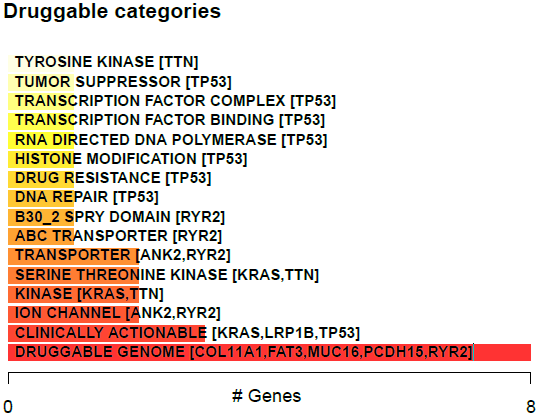 Druggable categories
TYROSINE KINASE [TTN]
TUMOR SUPPRESSOR [TP53]
TRANSCRIPTION FACTOR COMPLEX [TP53]
TRANSCRIPTION FACTOR BINDING [TP53]
RNA DIRECTED DNA POLYMERASE [TP53]
HISTONE MODIFICATION [TP53]
DRUG RESISTANCE [TP53]
DNA REPAIR [TP53]
B30_2 SPRY DOMAIN [RYR2]
ABC TRANSPORTER [RYR2]
TRANSPORTER [ANK2,RYR2]
SERINE THREONINE KINASE [KRAS,TTN]
KINASE [KRAS,TTN]
ION CHANNEL [ANK2,RYR2]
CLINICALLY ACTIONABLE [KRAS,LRP1B,TP53]
DRUGGABLE GENOME [COL11A1,FAT3,MUC16,PCDH15,RYR2]
# Genes
0 8